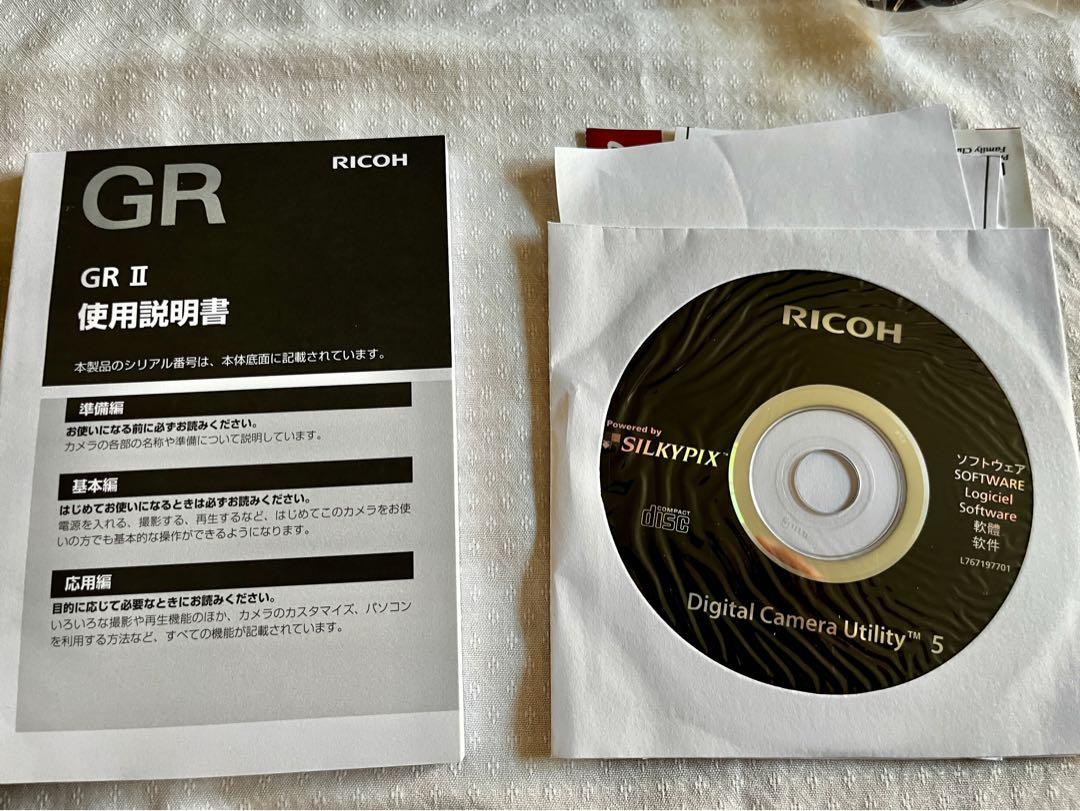 GR
RICOH
GR Ⅱ
使用説明書
本製品のシリアル番号は、本体底面に記載されています。
準備編
お使いになる前に必ずお読みください。
カメラの各部の名称や準備について説明しています。
基本編
はじめてお使いになるときは必ずお読みください。
電源を入れる、撮影する、再生するなど、はじめてこのカメラをお使
いの方でも基本的な操作ができるようになります。
応用編
目的に応じて必要なときにお読みください。
いろいろな撮影や再生機能のほか、カメラのカスタマイズ、パソコン
を利用する方法など、すべての機能が記載されています。
Family
RICOH
Powered by
SILKYPIX™
COMPACT
disc
ソフトウェア
SOFTWARE
Logiciel
Software
軟體
软件
L767197701
Digital Camera Utility™ 5